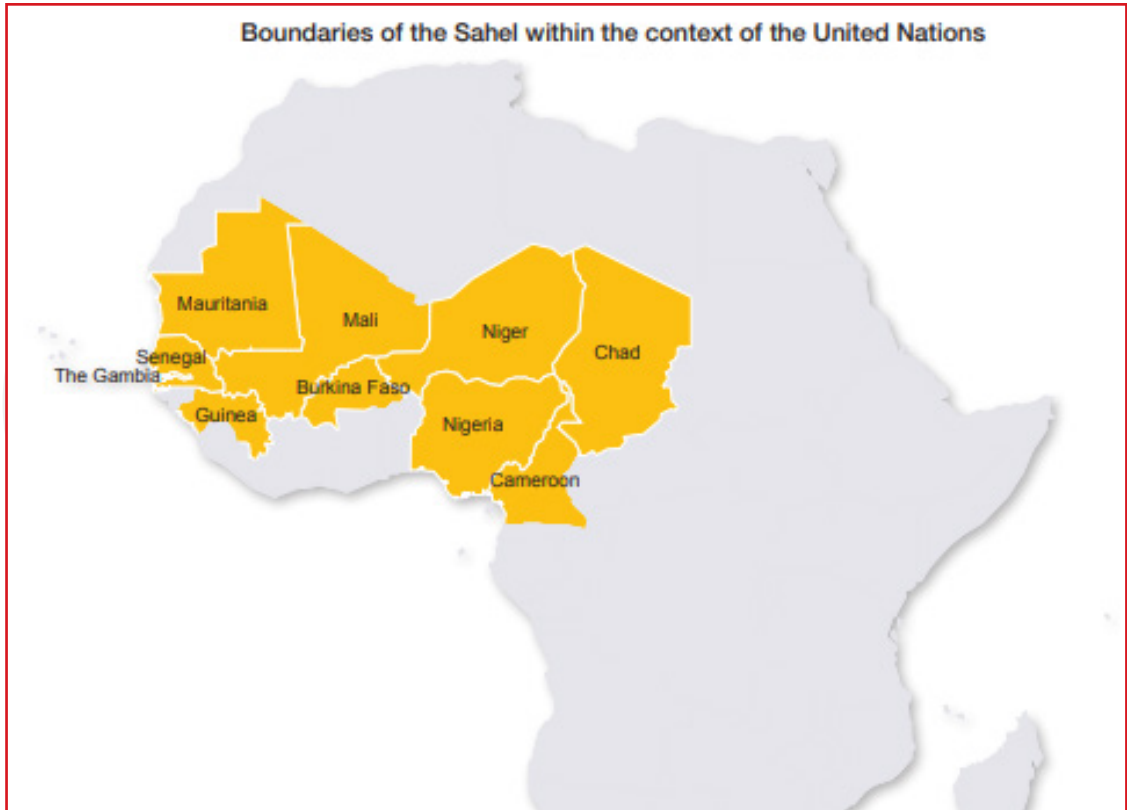 Boundaries of the Sahel within the context of the United Nations
Mauritania
Mali
Niger
Chad
Senegal
The Gambia
Burkina Faso
Guinea
Nigeria
Cameroon